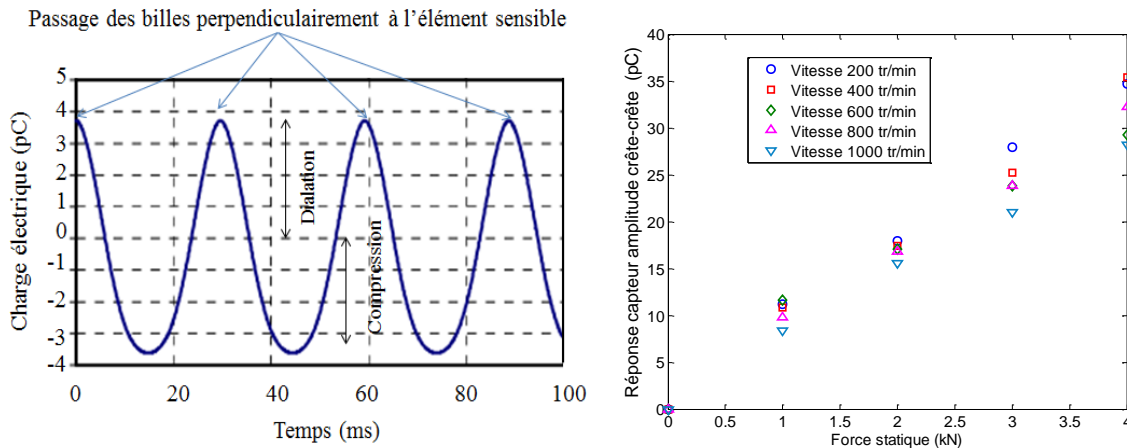 Passage des billes perpendiculairement à l'élément sensible
Charge électrique (pC)
5
4
3
2
1
0
-1
-2
-3
-4
Dialation
Compression
0 20 40 60 80 100
Temps (ms)
Réponse capteur amplitude crête-crête (pC)
40
35
30
25
20
15
10
5
0
Vitesse 200 tr/min
Vitesse 400 tr/min
Vitesse 600 tr/min
Vitesse 800 tr/min
Vitesse 1000 tr/min
0 0.5 1 1.5 2 2.5 3 3.5 4
Force statique (kN)